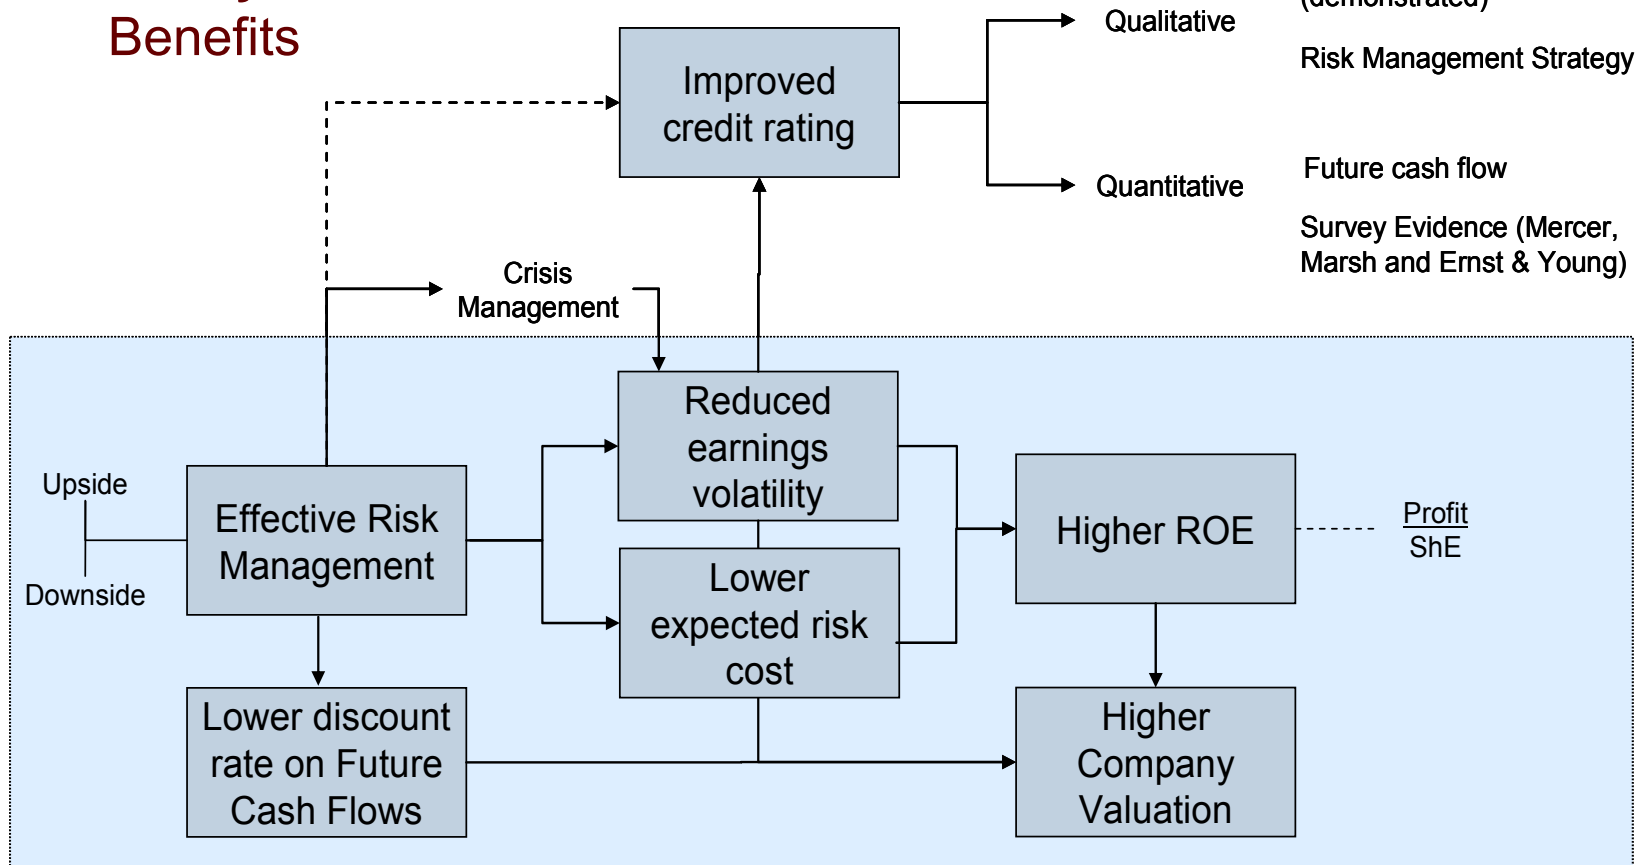 Benefits
Qualitative
(demonstrated)
Risk Management Strategy
Improved
credit rating
Quantitative
Future cash flow
Survey Evidence (Mercer,
Marsh and Ernst & Young)
Crisis
Management
Upside
Downside
Effective Risk
Management
Reduced
earnings
volatility
Lower
expected risk
cost
Higher ROE
Profit
ShE
Lower discount
rate on Future
Cash Flows
Higher
Company
Valuation